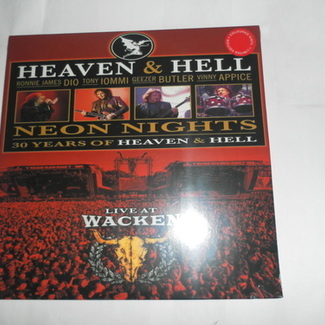 HEAVEN & HELL
RONNIE JAMES DIO TONY IOMMI GEEZER BUTLER VINNY APPICE
NEON NIGHTS
30 YEARS OF HEAVEN & HELL
LIVE AT
WACKEN